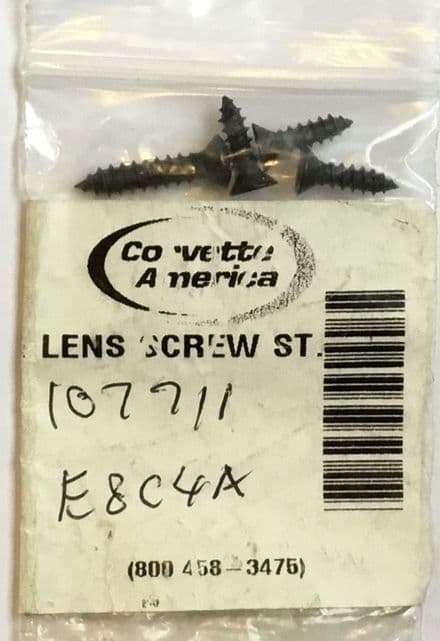 Corvette
America
LENS SCREW ST.
107711
E8C4A
(800 458-3475)